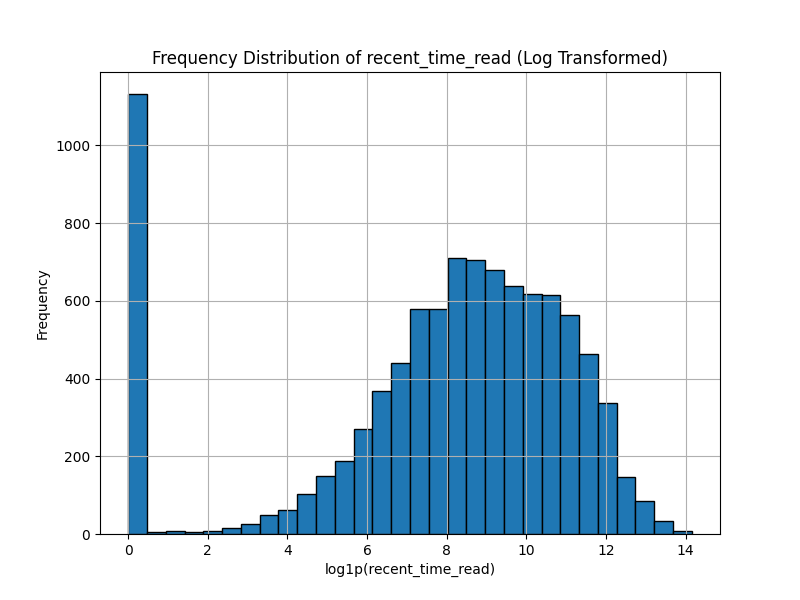 Frequency Distribution of recent_time_read (Log Transformed)
1000
800
600
400
200
0
Frequency
0 2 4 6 8 10 12 14
log1p(recent_time_read)